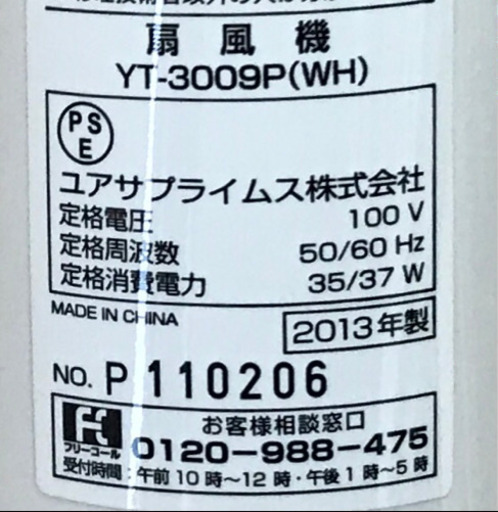 扇風機
YT-3009P(WH)
PS
E
ユアサプライムス株式会社
定格電圧 100 V
定格周波数 50/60 Hz
定格消費電力 35/37 W
MADE IN CHINA
2013年製
NO. P 110206
お客様相談窓口
フリーコール 0120-988-475
受付時間:午前10時~12時・午後1時~5時